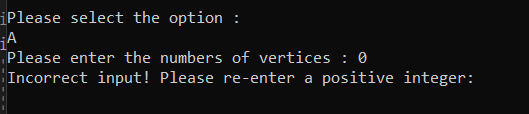 Please select the option :
A
Please enter the numbers of vertices : 0
Incorrect input! Please re-enter a positive integer: